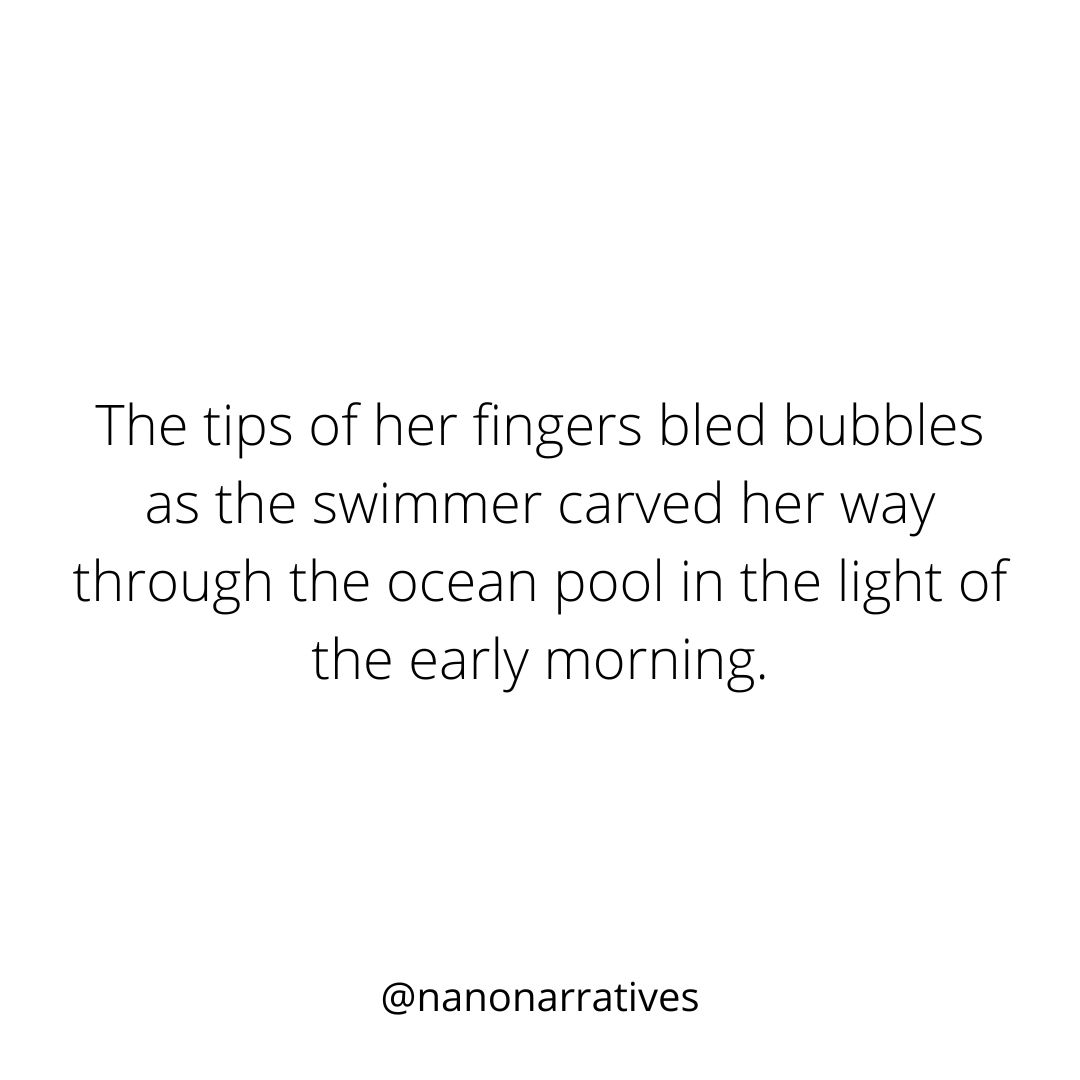 The tips of her fingers bled bubbles
as the swimmer carved her way
through the ocean pool in the light of
the early morning.
@nanonarratives